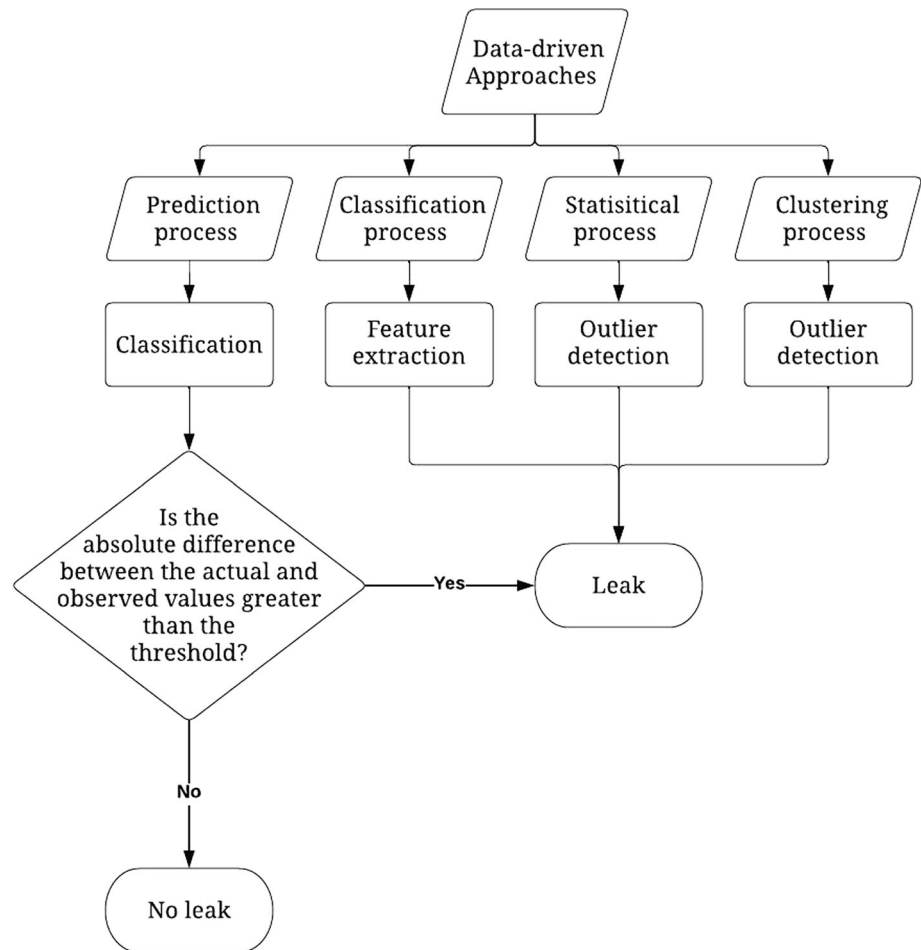 Data-driven
Approaches
Prediction
process
Classification
process
Statisitical
process
Clustering
process
Classification
Feature
extraction
Outlier
detection
Outlier
detection
Is the
absolute difference
between the actual and
observed values greater
than the
threshold?
Yes
Leak
No
No leak